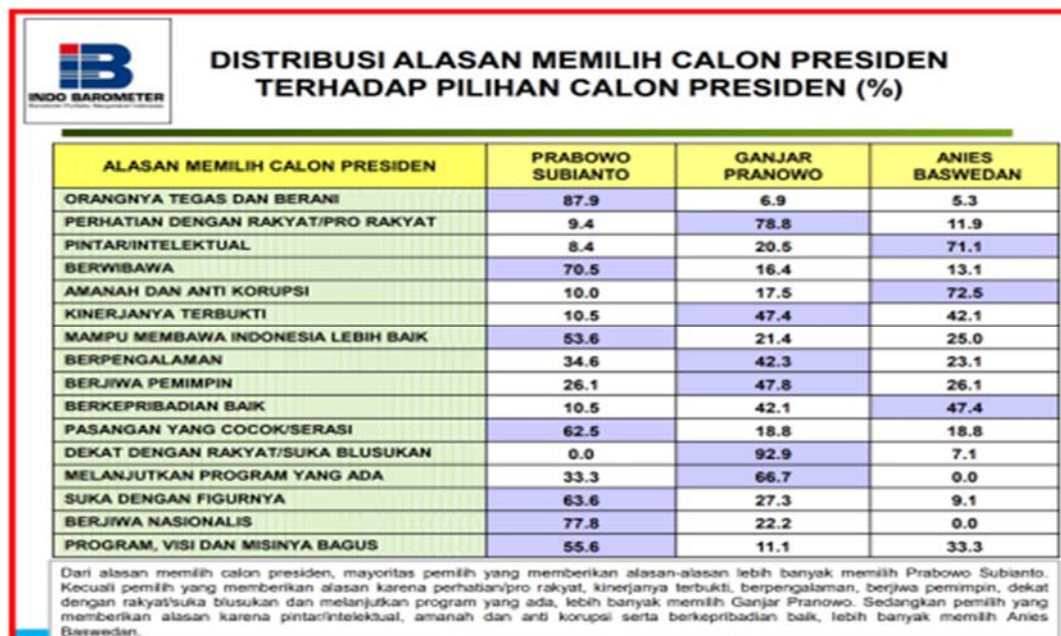 INDO BAROMETER
DISTRIBUSI ALASAN MEMILIH CALON PRESIDEN
TERHADAP PILIHAN CALON PRESIDEN (%)
ALASAN MEMILIH CALON PRESIDEN PRABOWO SUBIANTO GANJAR PRANOWO ANIES BASWEDAN
ORANGNYA TEGAS DAN BERANI 87.9 6.9 5.3
PERHATIAN DENGAN RAKYAT/PRO RAKYAT 9.4 78.8 11.9
PINTAR/INTELEKTUAL 8.4 20.5 71.1
BERWIBAWA 70.5 16.4 13.1
AMANAH DAN ANTI KORUPSI 10.0 17.5 72.5
KINERJANYA TERBUKTI 10.5 47.4 42.1
MAMPU MEMBAWA INDONESIA LEBIH BAIK 53.6 21.4 25.0
BERPENGALAMAN 34.6 42.3 23.1
BERJIWA PEMIMPIN 26.1 47.8 26.1
BERKEPRIBADIAN BAIK 10.5 42.1 47.4
PASANGAN YANG COCOK/SERASI 62.5 18.8 18.8
DEKAT DENGAN RAKYAT/SUKA BLUSUKAN 0.0 92.9 7.1
MELANJUTKAN PROGRAM YANG ADA 33.3 66.7 0.0
SUKA DENGAN FIGURNYA 63.6 27.3 9.1
BERJIWA NASIONALIS 77.8 22.2 0.0
PROGRAM, VISI DAN MISINYA BAGUS 55.6 11.1 33.3
Dari alasan memilih calon presiden, mayoritas pemilih yang memberikan alasan-alasan lebih banyak memilih Prabowo Subianto.
Kecuali pemilih yang memberikan alasan karena perhatian/pro rakyat, kinerjanya terbukti, berpengalaman, berjiwa pemimpin, dekat
dengan rakyat/suka blusukan dan melanjutkan program yang ada, lebih banyak memilih Ganjar Pranowo. Sedangkan pemilih yang
memberikan alasan karena pintar/intelektual, amanah dan anti korupsi serta berkepribadian baik, lebih banyak memilih Anies
Baswedan.